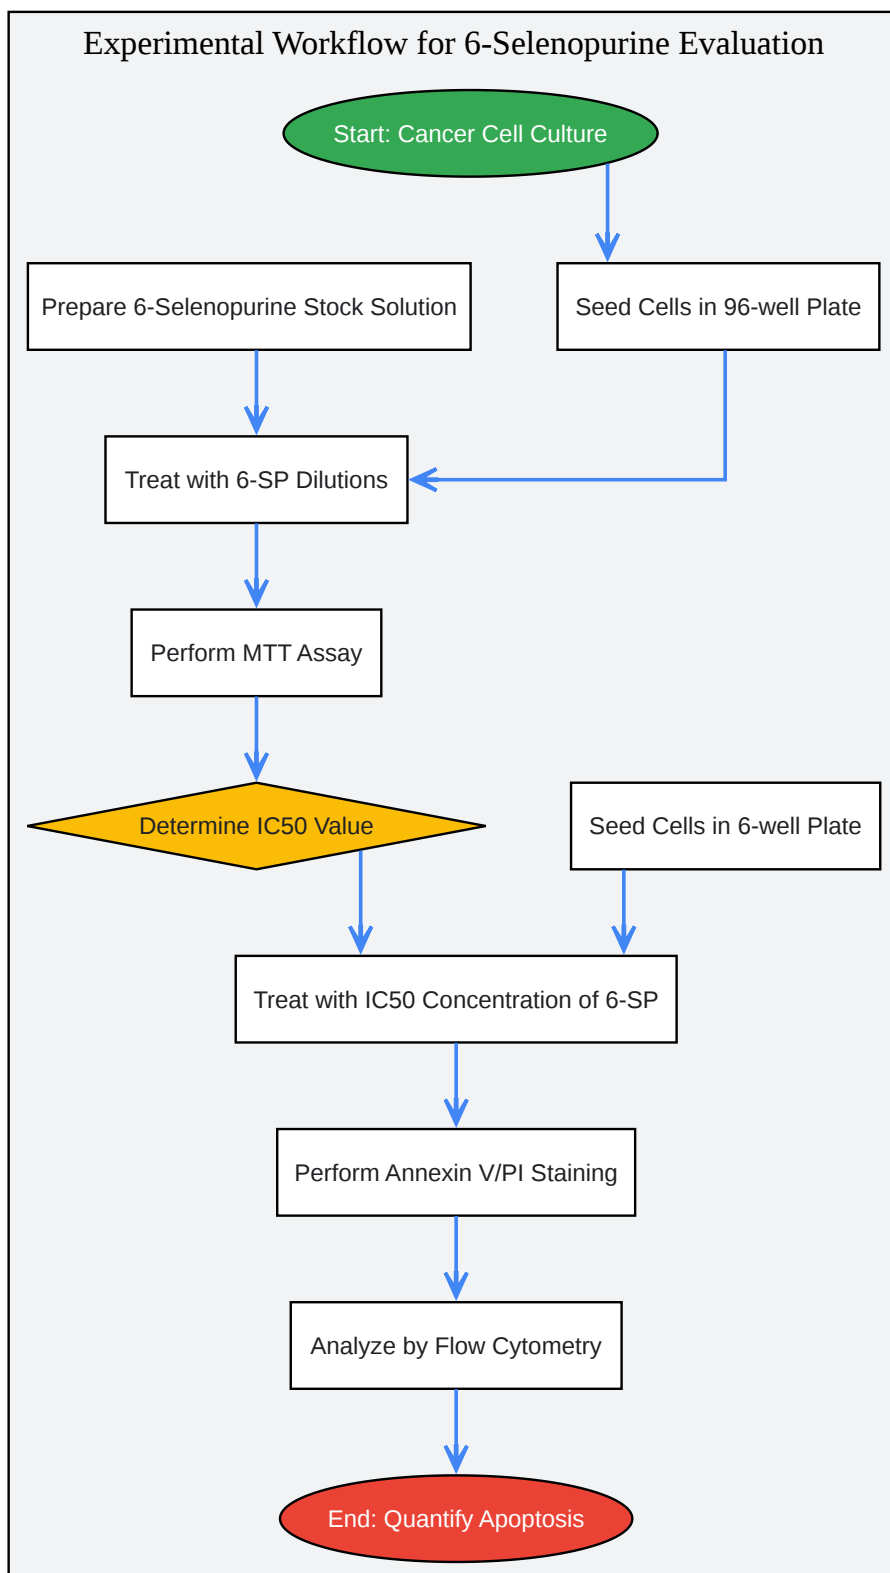 Experimental Workflow for 6-Selenopurine Evaluation
Start: Cancer Cell Culture
Prepare 6-Selenopurine Stock Solution
Seed Cells in 96-well Plate
Treat with 6-SP Dilutions
Perform MTT Assay
Determine IC50 Value
Seed Cells in 6-well Plate
Treat with IC50 Concentration of 6-SP
Perform Annexin V/PI Staining
Analyze by Flow Cytometry
End: Quantify Apoptosis